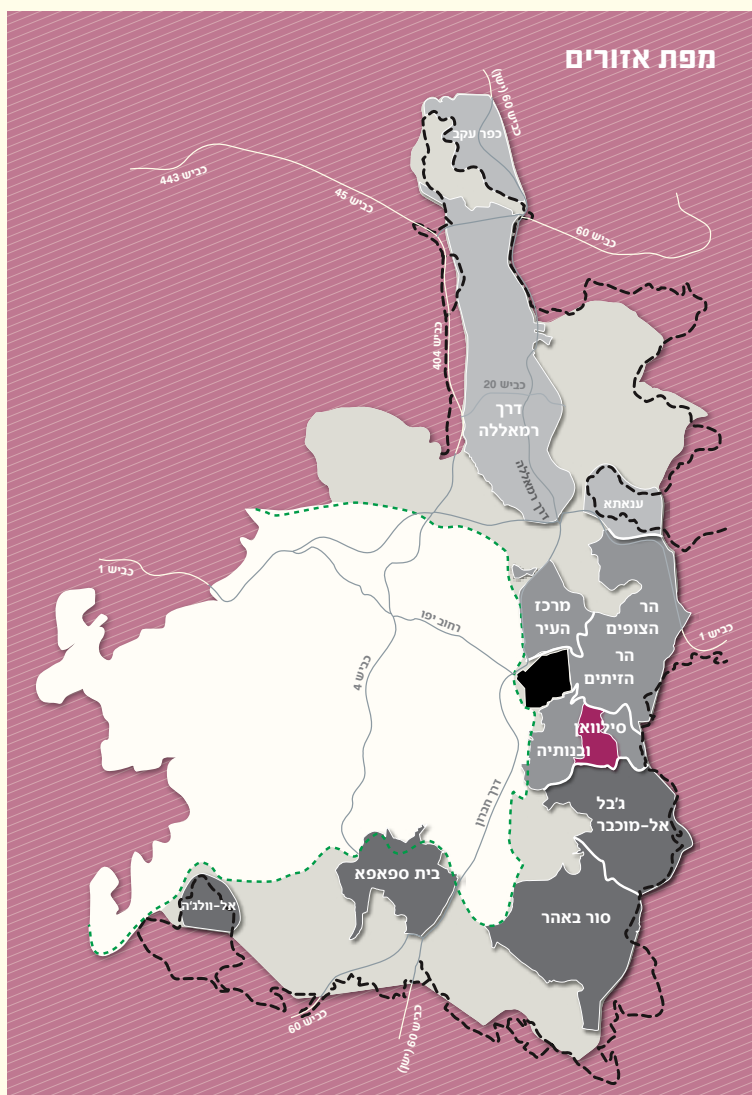 מפת אזורים
כביש 60 (ישן)
כפר עקב
כביש 443
כביש 45
כביש 60
כביש 404
כביש 20
דרך
רמאללה
דרך רמאללה
ענאתא
כביש 1
מרכז
העיר
הר
הצופים
הר
הזיתים
כביש 1
רחוב יפו
כביש 4
סילוואן
ובנותיה
דרך חברון
ג'בל
אל-מוכבר
בית ספאפא
אל-וולג'ה
סור באהר
כביש 60
כביש 60 (ישן)